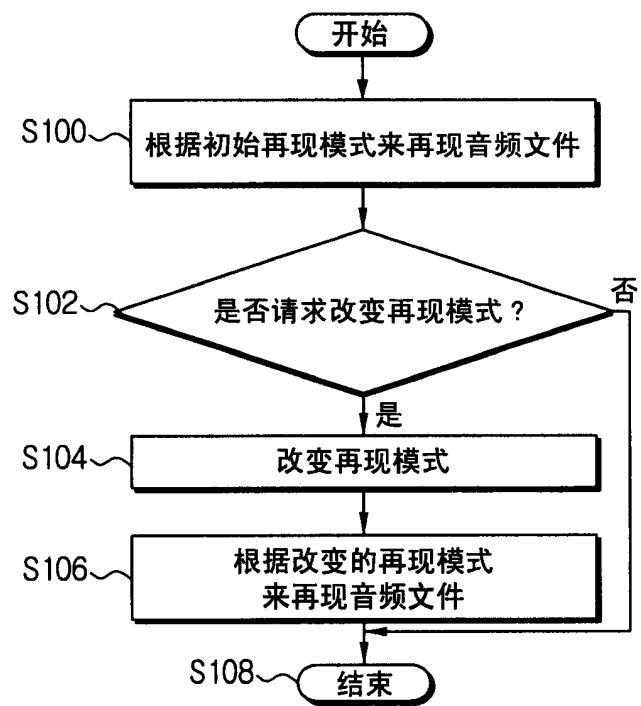 开始
S100
根据初始再现模式来再现音频文件
S102
是否请求改变再现模式？
否
是
S104
改变再现模式
S106
根据改变的再现模式
来再现音频文件
S108
结束